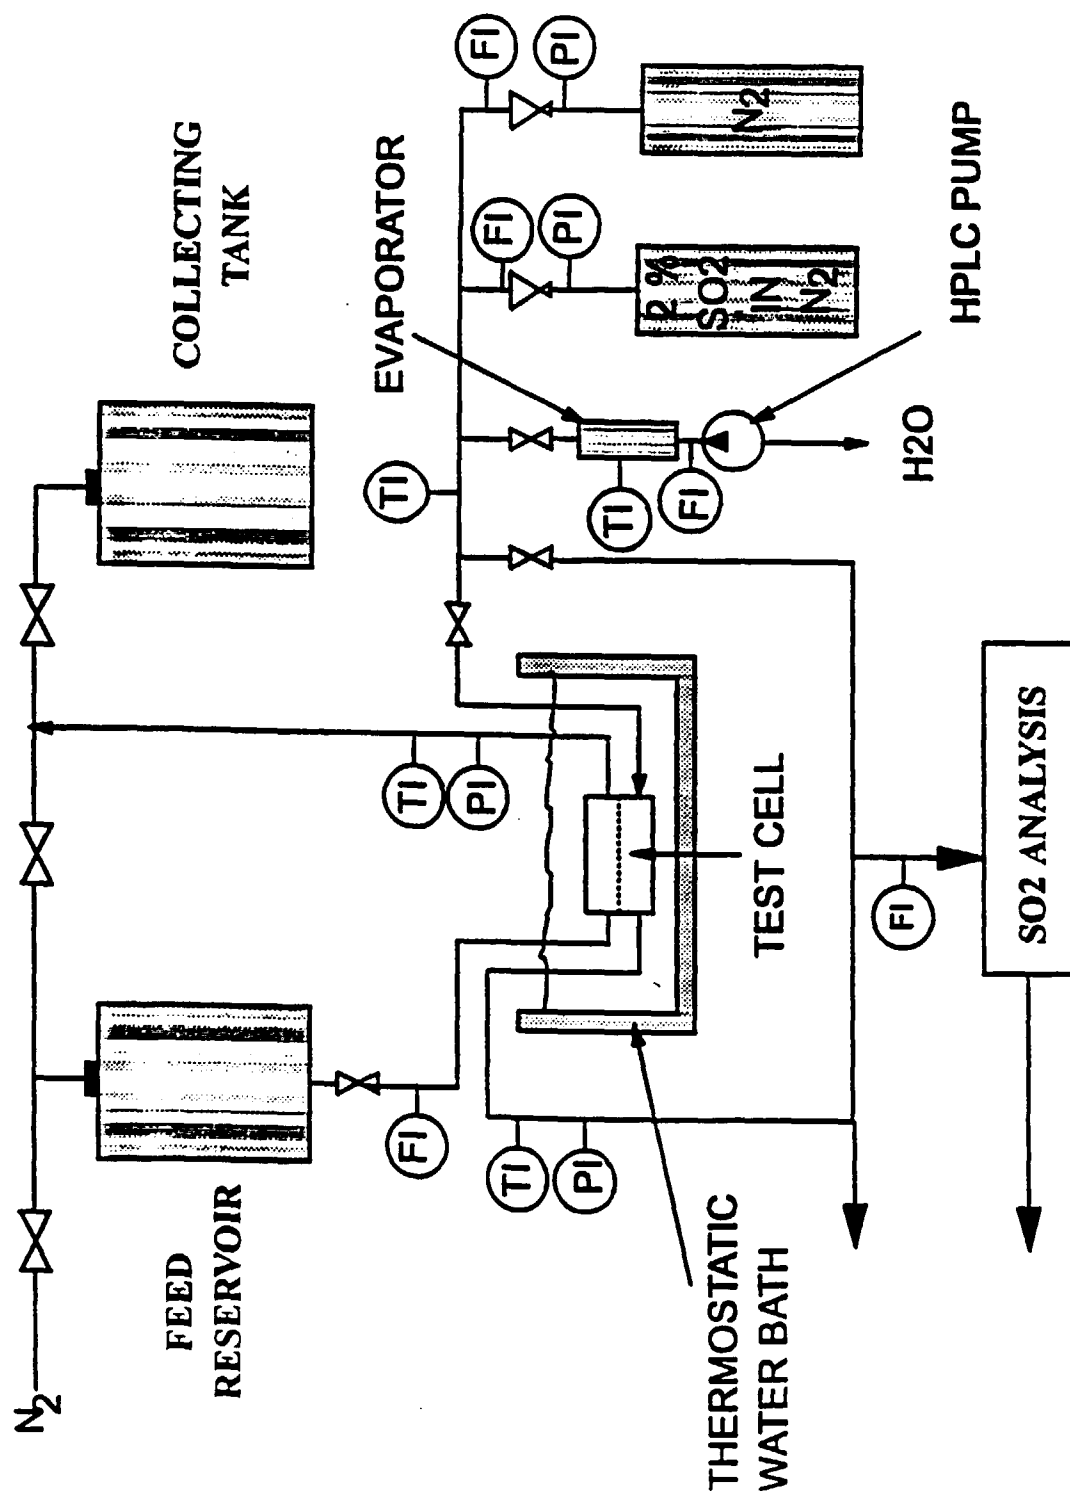 N2
FEED
RESERVOIR
COLLECTING
TANK
TI
PI
FI
TI
PI
THERMOSTATIC
WATER BATH
TEST CELL
TI
EVAPORATOR
TI
FI
H2O
HPLC PUMP
FI
PI
2 %
SO2
IN
N2
FI
PI
N2
FI
SO2 ANALYSIS